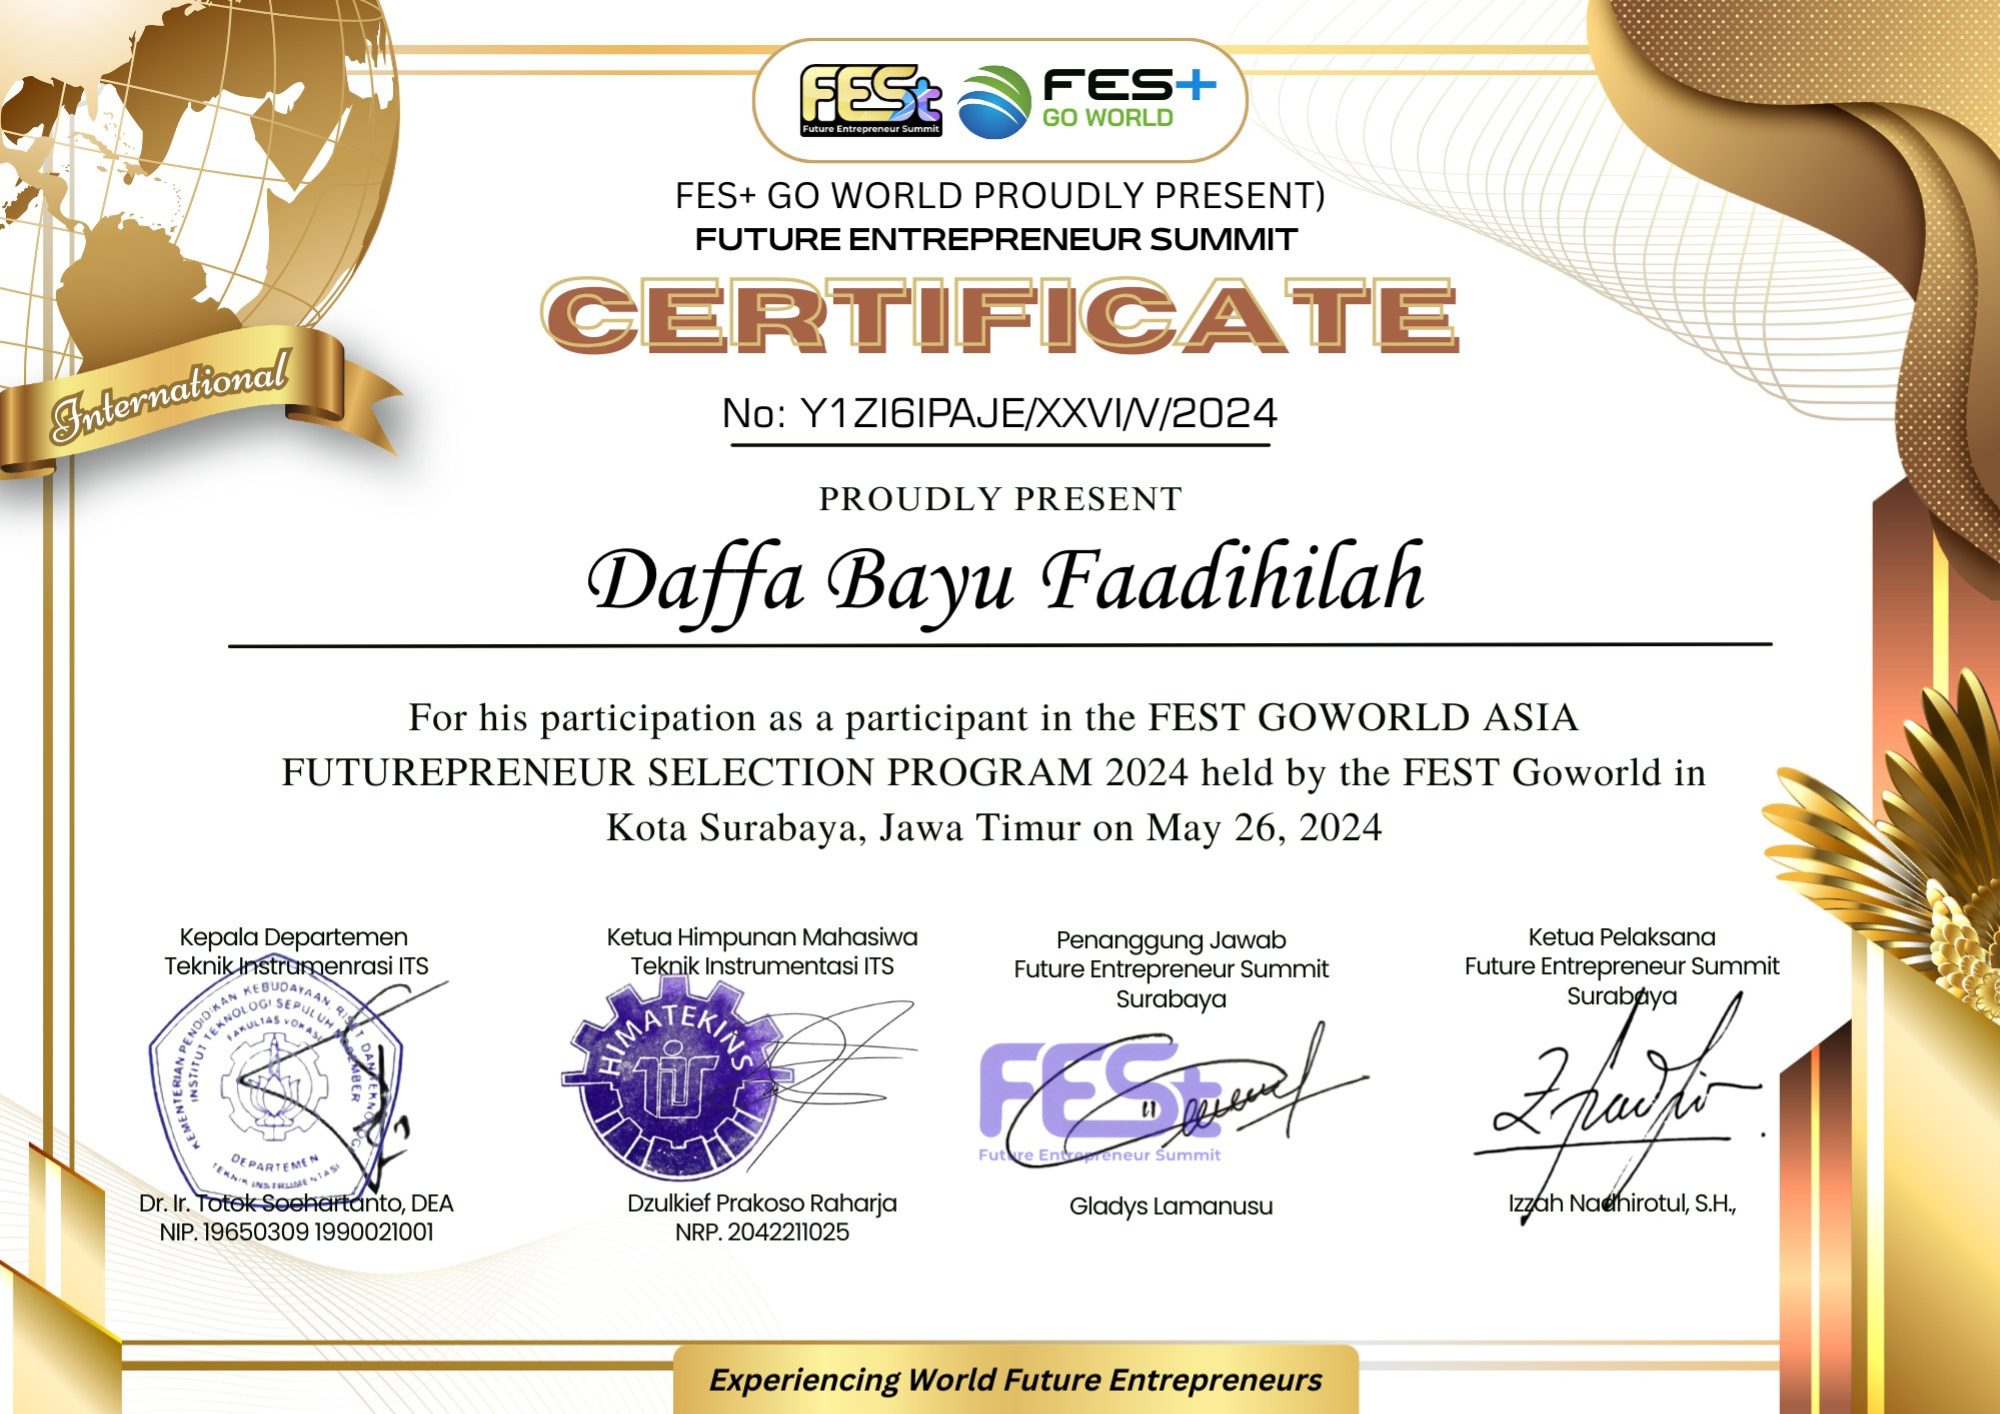 FESt
Future Entrepreneur Summit
FES+
GO WORLD
FES+ GO WORLD PROUDLY PRESENT)
FUTURE ENTREPRENEUR SUMMIT
CERTIFICATE
International
No: Y1ZI6IPAJE/XXVI/V/2024
PROUDLY PRESENT
Daffa Bayu Faadihilah
For his participation as a participant in the FEST GOWORLD ASIA
FUTUREPRENEUR SELECTION PROGRAM 2024 held by the FEST Goworld in
Kota Surabaya, Jawa Timur on May 26, 2024
Kepala Departemen
Teknik Instrumenrasi ITS
KEMENTERIAN PENDIDIKAN KEBUDAYAAN, RISET DAN TEKNOLOGI
INSTITUT TEKNOLOGI SEPULUH NOPEMBER
FAKULTAS VOKASI
DEPARTEMEN
TEKNIK INSTRUMENTASI
Dr. Ir. Totok Soehartanto, DEA
NIP. 19650309 1990021001
Ketua Himpunan Mahasiwa
Teknik Instrumentasi ITS
HIMATEKINS
ITS
Dzulkief Prakoso Raharja
NRP. 2042211025
Penanggung Jawab
Future Entrepreneur Summit
Surabaya
FESt
Future Entrepreneur Summit
Gladys Lamanusu
Ketua Pelaksana
Future Entrepreneur Summit
Surabaya
Izzah Nadhirotul, S.H.,
Experiencing World Future Entrepreneurs